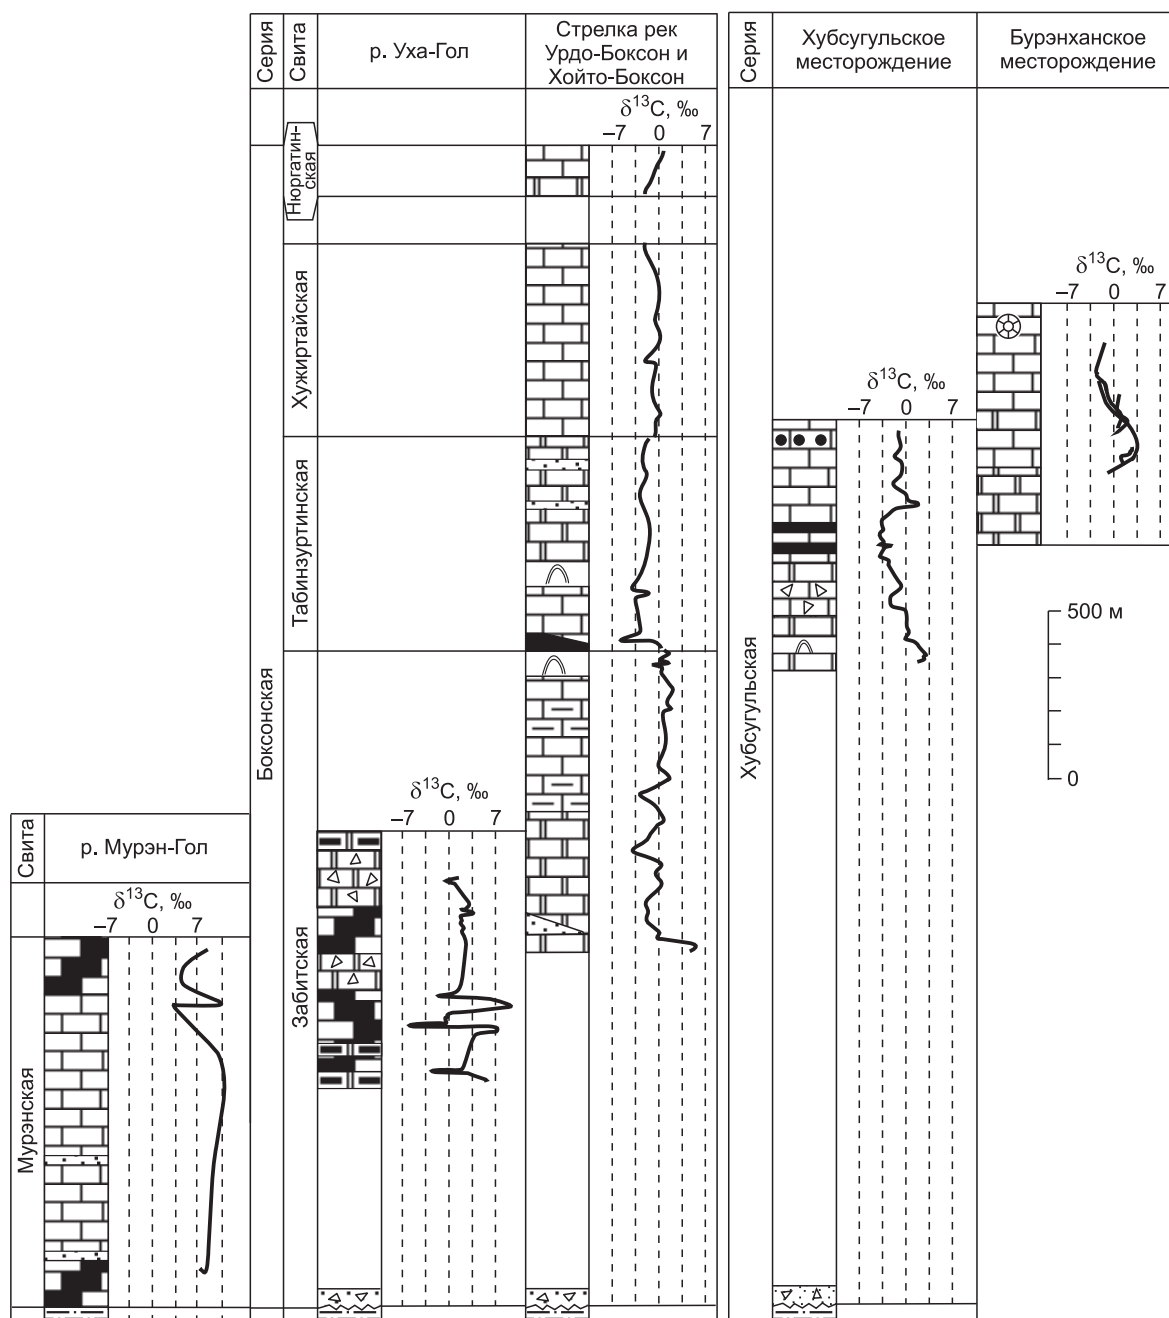 Серия
Свита
р. Уха-Гол
Стрелка рек
Урдо-Боксон и
Хойто-Боксон
δ¹³C, ‰
–7 0 7
Нюргатин-
ская
Хужиртайская
Табинзуртинская
Боксонская
Забитская
δ¹³C, ‰
–7 0 7
Серия
Хубсугульское
месторождение
Бурэнханское
месторождение
δ¹³C, ‰
–7 0 7
δ¹³C, ‰
–7 0 7
Хубсугульская
500 м
0
Свита
р. Мурэн-Гол
δ¹³C, ‰
–7 0 7
Мурэнская